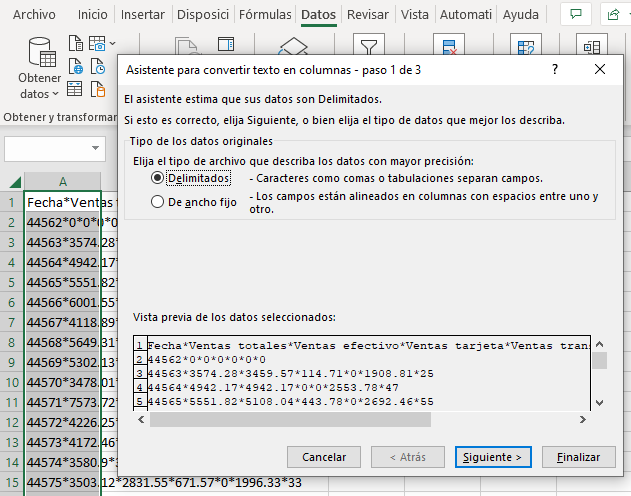 Archivo Inicio Insertar Disposici Fórmulas Datos Revisar Vista Automati Ayuda
Obtener
datos
Obtener y transformar
Asistente para convertir texto en columnas - paso 1 de 3 ? ×
El asistente estima que sus datos son Delimitados.
Si esto es correcto, elija Siguiente, o bien elija el tipo de datos que mejor los describa.
Tipo de los datos originales
Elija el tipo de archivo que describa los datos con mayor precisión:
Delimitados - Caracteres como comas o tabulaciones separan campos.
De ancho fijo - Los campos están alineados en columnas con espacios entre uno y
otro.
Vista previa de los datos seleccionados:
1 Fecha*Ventas totales*Ventas efectivo*Ventas tarjeta*Ventas trans
2 44562*0*0*0*0*0*0
3 44563*3574.28*3459.57*114.71*0*1908.81*25
4 44564*4942.17*4942.17*0*0*2553.78*47
5 44565*5551.82*5108.04*443.78*0*2692.46*55
Cancelar < Atrás Siguiente > Finalizar
A
1 Fecha*Ventas
2 44562*0*0*0*0
3 44563*3574.28*
4 44564*4942.17*
5 44565*5551.82*
6 44566*6001.55*
7 44567*4118.89*
8 44568*5649.31*
9 44569*5302.13*
10 44570*3478.01*
11 44571*7573.72*
12 44572*4226.25*
13 44573*4172.46*
14 44574*3580.9*3
15 44575*3503.12*2831.55*671.57*0*1996.33*33